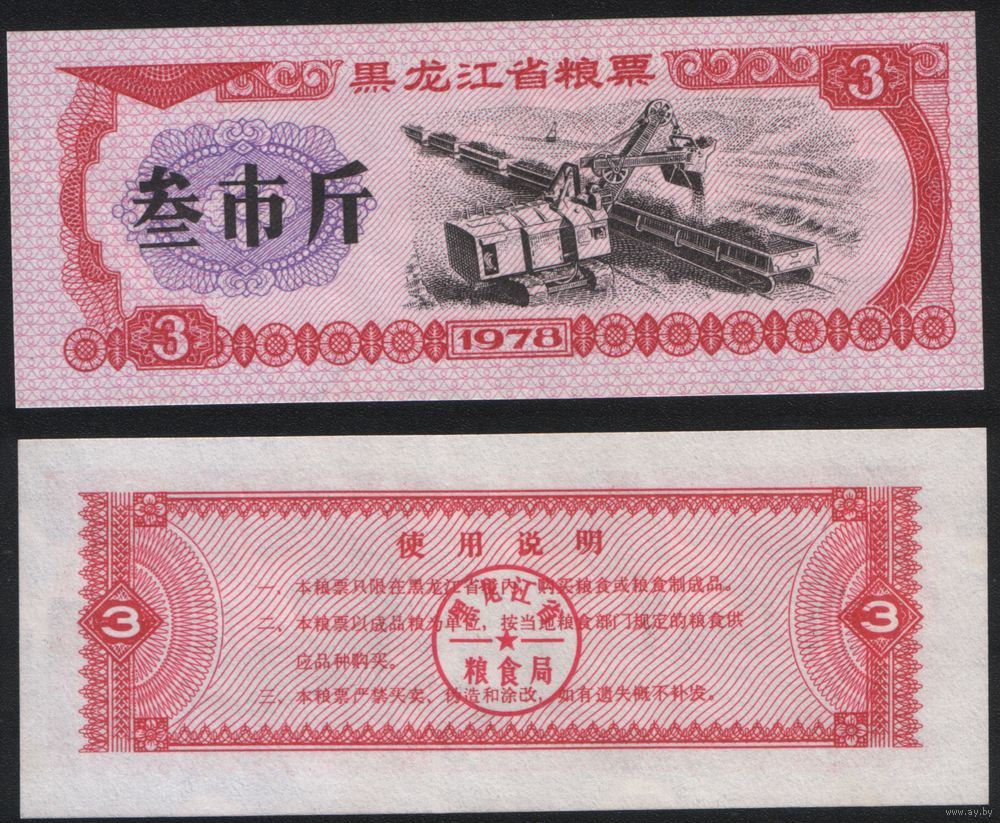 黑龙江省粮票
3
叁市斤
3
1978
使用说明
一、本粮票只限在黑龙江省内，购买粮食或粮食制成品。
二、本粮票以成品粮为单位，按当地粮食部门规定的粮食供
应品种购买。
三、本粮票严禁买卖、伪造和涂改，如有遗失概不补发。
3
3
黑龙江省
粮食局
www.ay.by